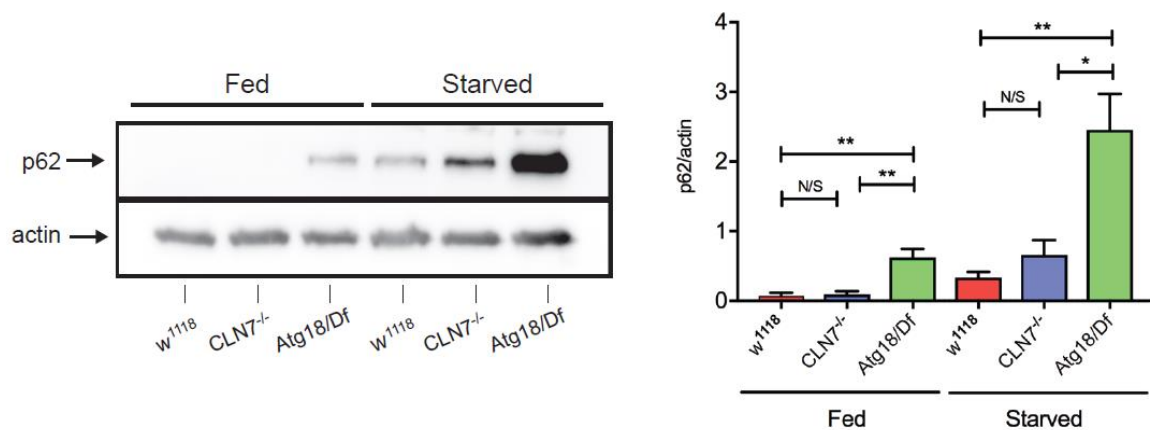 Fed Starved
p62
actin
w¹¹¹⁸ CLN7⁻/⁻ Atg18/Df w¹¹¹⁸ CLN7⁻/⁻ Atg18/Df
p62/actin
4
3
2
1
0
**
*
N/S
**
**
N/S
w¹¹¹⁸ CLN7⁻/⁻ Atg18/Df w¹¹¹⁸ CLN7⁻/⁻ Atg18/Df
Fed Starved